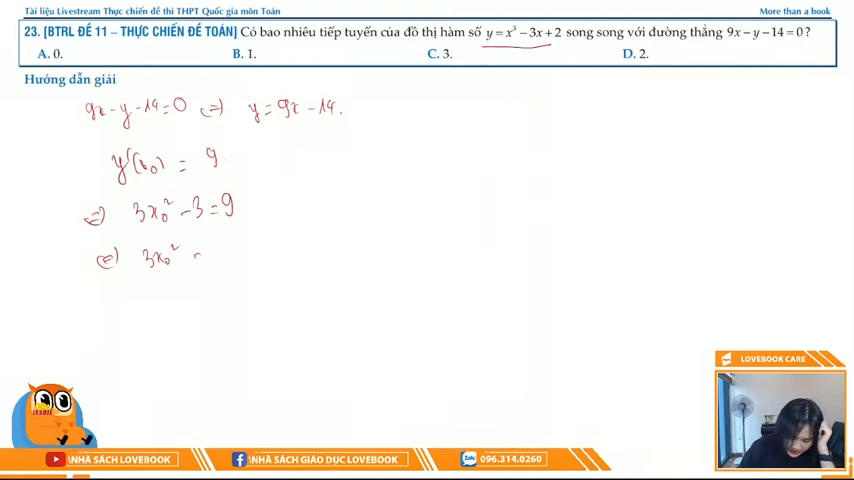 Tài liệu Livestream Thực chiến đề thi THPT Quốc gia môn Toán
More than a book
23. [BTRL ĐỀ 11 – THỰC CHIẾN ĐỀ TOÁN] Có bao nhiêu tiếp tuyến của đồ thị hàm số y = x³ − 3x + 2 song song với đường thẳng 9x − y − 14 = 0?
A. 0. B. 1. C. 3. D. 2.
Hướng dẫn giải
9x − y − 14 = 0 ⇔ y = 9x − 14.
y'(x₀) = 9
⇔ 3x₀² − 3 = 9
⇔ 3x₀²
LOVEBOOK CARE
NHÀ SÁCH LOVEBOOK
NHÀ SÁCH GIÁO DỤC LOVEBOOK
Zalo
096.314.0260